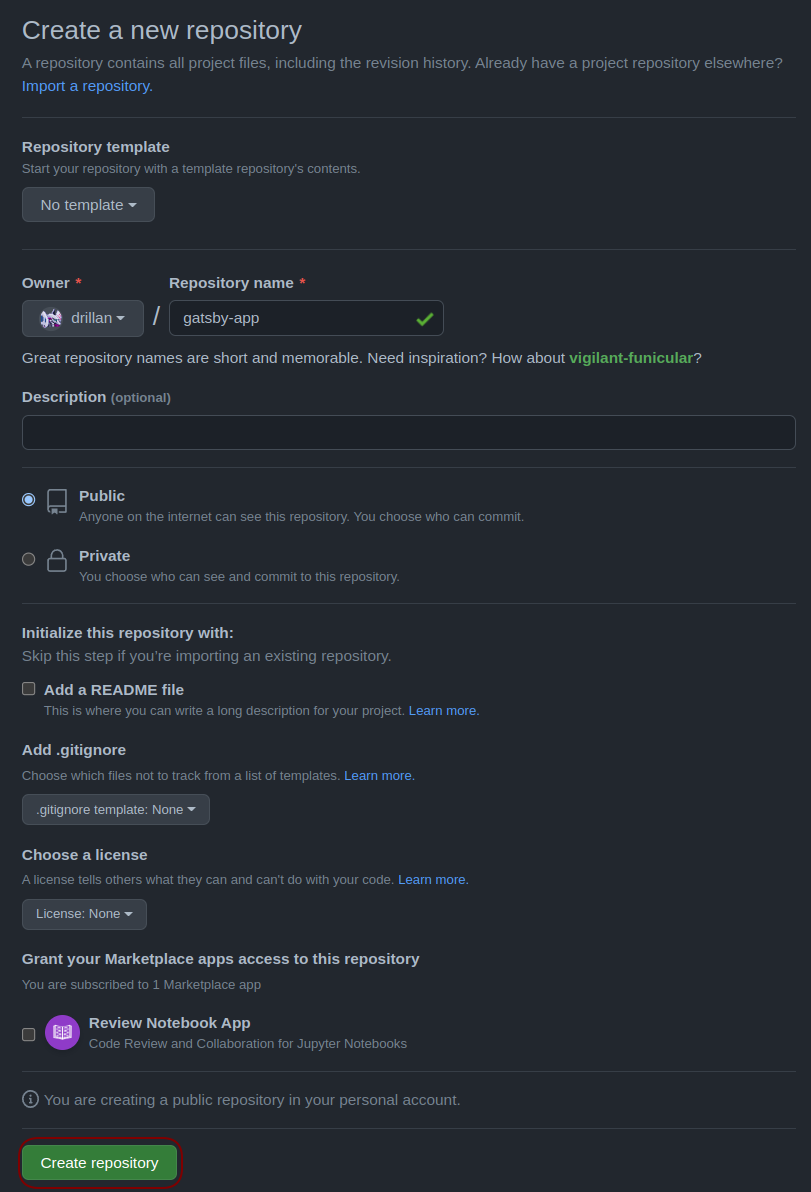 Create a new repository
A repository contains all project files, including the revision history. Already have a project repository elsewhere?
Import a repository.
Repository template
Start your repository with a template repository's contents.
No template
Owner *
Repository name *
drillan
/
gatsby-app
Great repository names are short and memorable. Need inspiration? How about vigilant-funicular?
Description (optional)
Public
Anyone on the internet can see this repository. You choose who can commit.
Private
You choose who can see and commit to this repository.
Initialize this repository with:
Skip this step if you're importing an existing repository.
Add a README file
This is where you can write a long description for your project. Learn more.
Add .gitignore
Choose which files not to track from a list of templates. Learn more.
.gitignore template: None
Choose a license
A license tells others what they can and can't do with your code. Learn more.
License: None
Grant your Marketplace apps access to this repository
You are subscribed to 1 Marketplace app
Review Notebook App
Code Review and Collaboration for Jupyter Notebooks
You are creating a public repository in your personal account.
Create repository